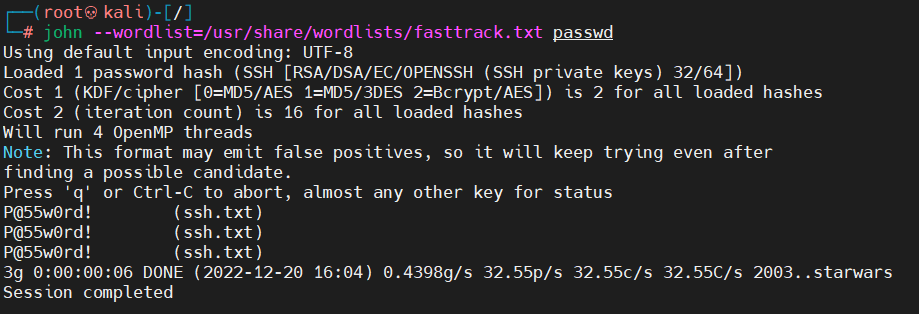 ┌──(root💀kali)-[/]
└─# john --wordlist=/usr/share/wordlists/fasttrack.txt passwd
Using default input encoding: UTF-8
Loaded 1 password hash (SSH [RSA/DSA/EC/OPENSSH (SSH private keys) 32/64])
Cost 1 (KDF/cipher [0=MD5/AES 1=MD5/3DES 2=Bcrypt/AES]) is 2 for all loaded hashes
Cost 2 (iteration count) is 16 for all loaded hashes
Will run 4 OpenMP threads
Note: This format may emit false positives, so it will keep trying even after
finding a possible candidate.
Press 'q' or Ctrl-C to abort, almost any other key for status
P@55w0rd!        (ssh.txt)
P@55w0rd!        (ssh.txt)
P@55w0rd!        (ssh.txt)
3g 0:00:00:06 DONE (2022-12-20 16:04) 0.4398g/s 32.55p/s 32.55c/s 32.55C/s 2003..starwars
Session completed